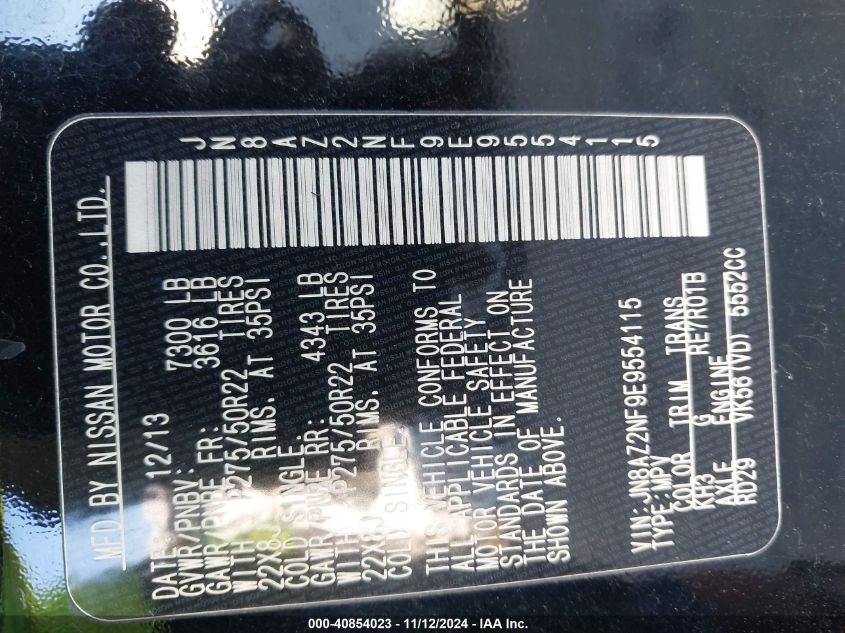 MFD BY NISSAN MOTOR CO.,LTD.
JN8AZ2NF9E9554115
DATE: 12/13
GVWR/PNBV: 7300 LB
GAWR/PNBE FR: 3616 LB
WITH P275/50R22 TIRES
22X8J RIMS. AT 35PSI
COLD SINGLE.
GAWR/PNBE RR: 4343 LB
WITH P275/50R22 TIRES
22X8J RIMS. AT 35PSI
COLD SINGLE.
THIS VEHICLE CONFORMS TO
ALL APPLICABLE FEDERAL
MOTOR VEHICLE SAFETY
STANDARDS IN EFFECT ON
THE DATE OF MANUFACTURE
SHOWN ABOVE.
VIN: JN8AZ2NF9E9554115
TYPE: MPV
COLOR TRIM TRANS
KH3 G RE7R01B
AXLE ENGINE
RD29 VK56(VD) 5552CC
000-40854023 - 11/12/2024 - IAA Inc.